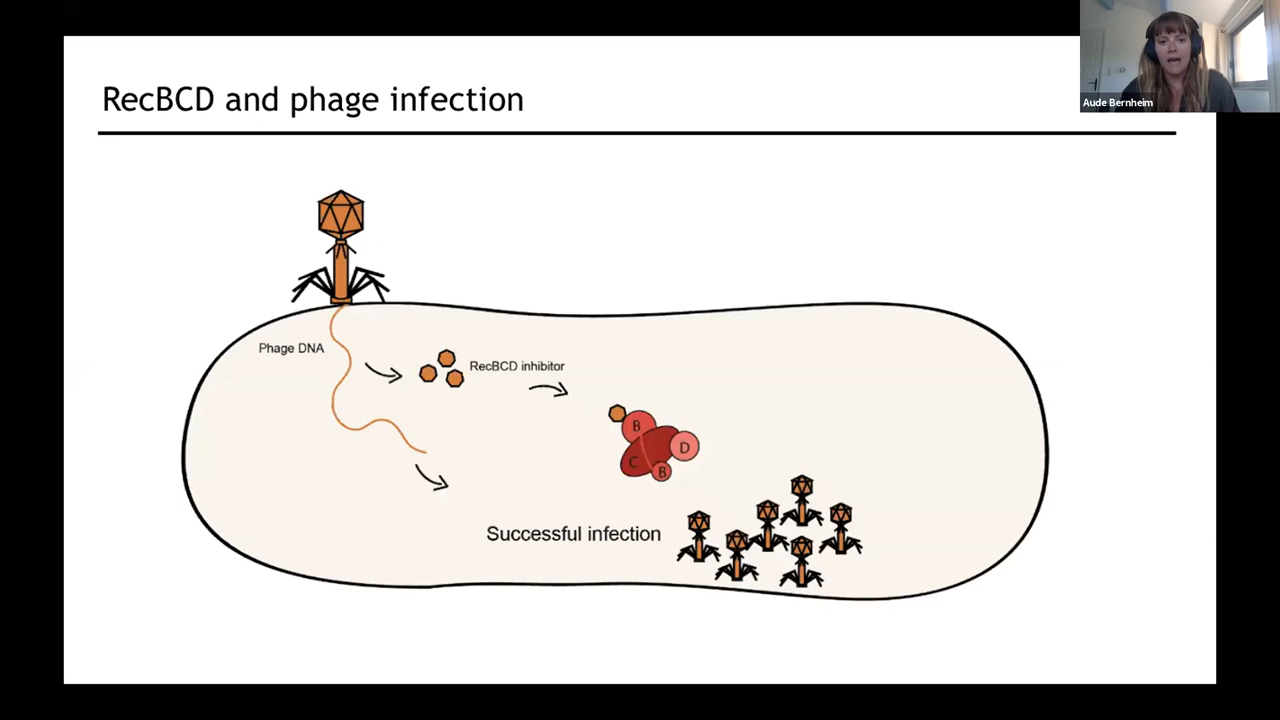 RecBCD and phage infection
Aude Bernheim
Phage DNA
RecBCD inhibitor
B
D
C
B
Successful infection